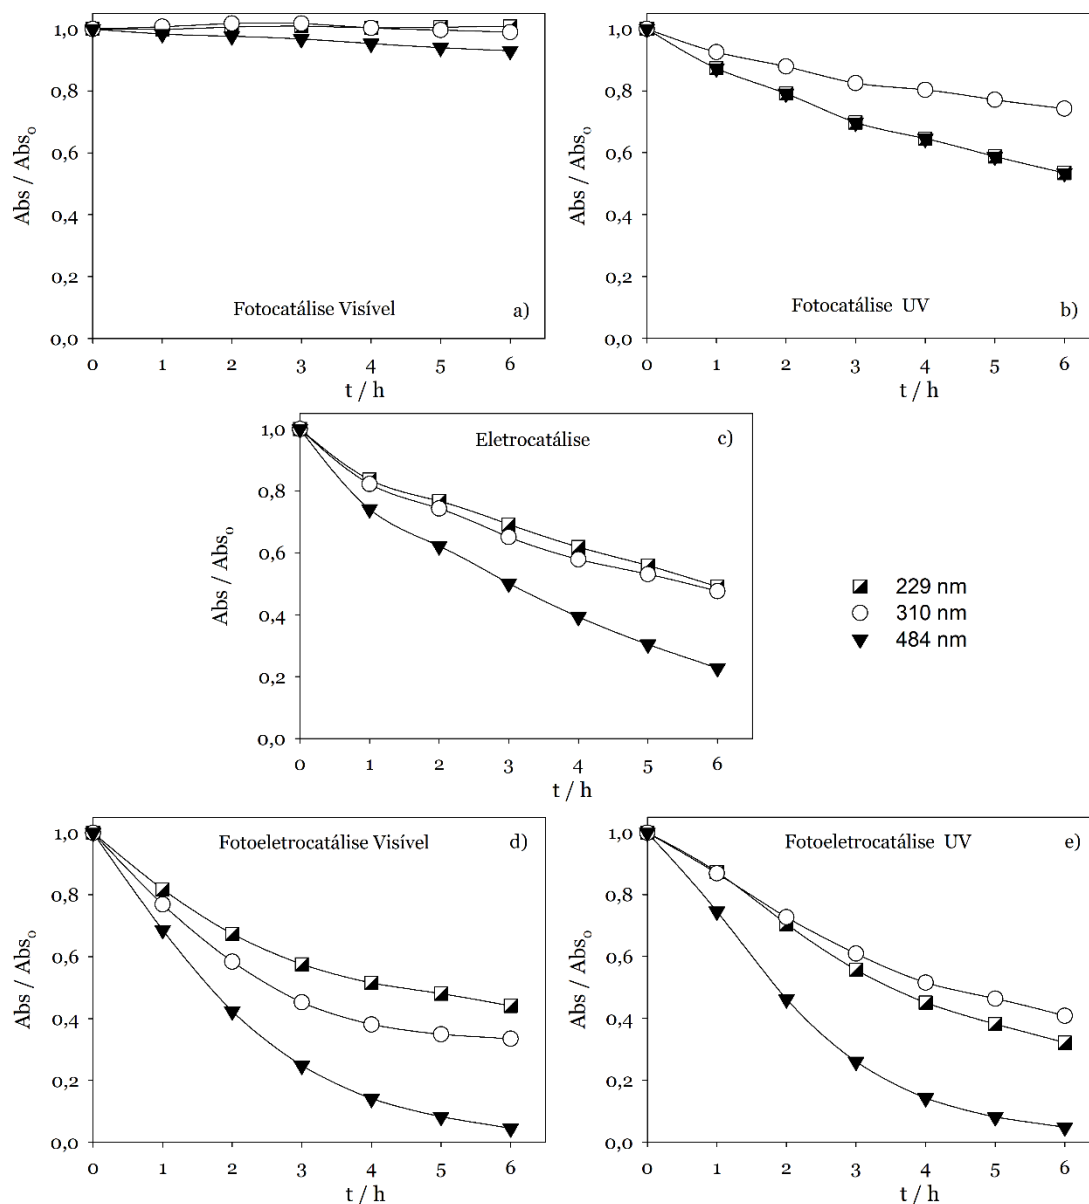 1,0
0,8
0,6
0,4
0,2
0,0
Abs / Abs₀
Fotocatálise Visível
a)
0 1 2 3 4 5 6
t / h
1,0
0,8
0,6
0,4
0,2
0,0
Abs / Abs₀
Fotocatálise UV
b)
0 1 2 3 4 5 6
t / h
1,0
0,8
0,6
0,4
0,2
0,0
Abs / Abs₀
Eletrocatálise
c)
0 1 2 3 4 5 6
t / h
229 nm
310 nm
484 nm
1,0
0,8
0,6
0,4
0,2
0,0
Abs / Abs₀
Fotoeletrocatálise Visível
d)
0 1 2 3 4 5 6
t / h
1,0
0,8
0,6
0,4
0,2
0,0
Abs / Abs₀
Fotoeletrocatálise UV
e)
0 1 2 3 4 5 6
t / h